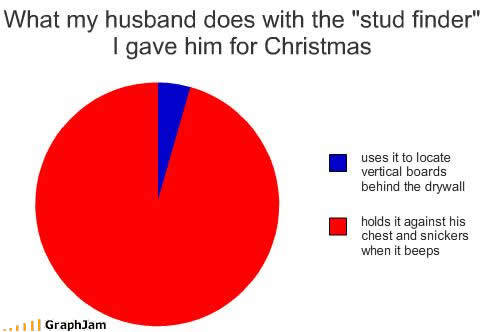 What my husband does with the "stud finder"
I gave him for Christmas
uses it to locate
vertical boards
behind the drywall
holds it against his
chest and snickers
when it beeps
GraphJam